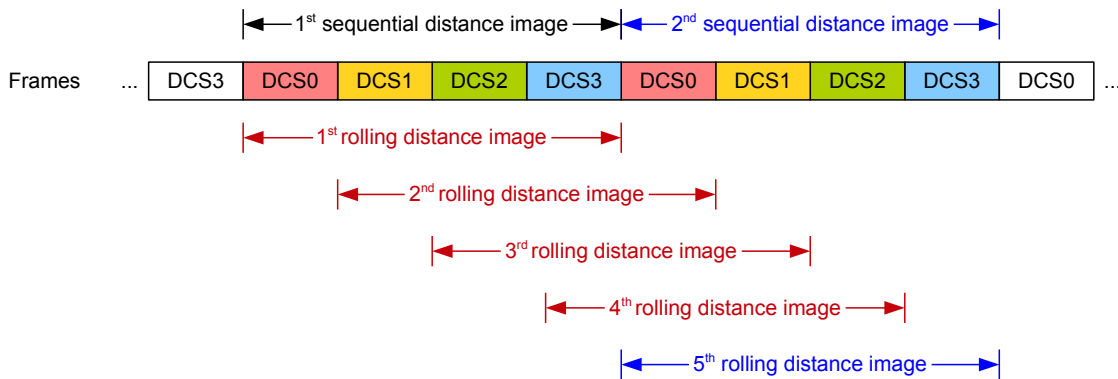 1st sequential distance image 2nd sequential distance image
Frames ... DCS3 DCS0 DCS1 DCS2 DCS3 DCS0 DCS1 DCS2 DCS3 DCS0 ...
1st rolling distance image
2nd rolling distance image
3rd rolling distance image
4th rolling distance image
5th rolling distance image